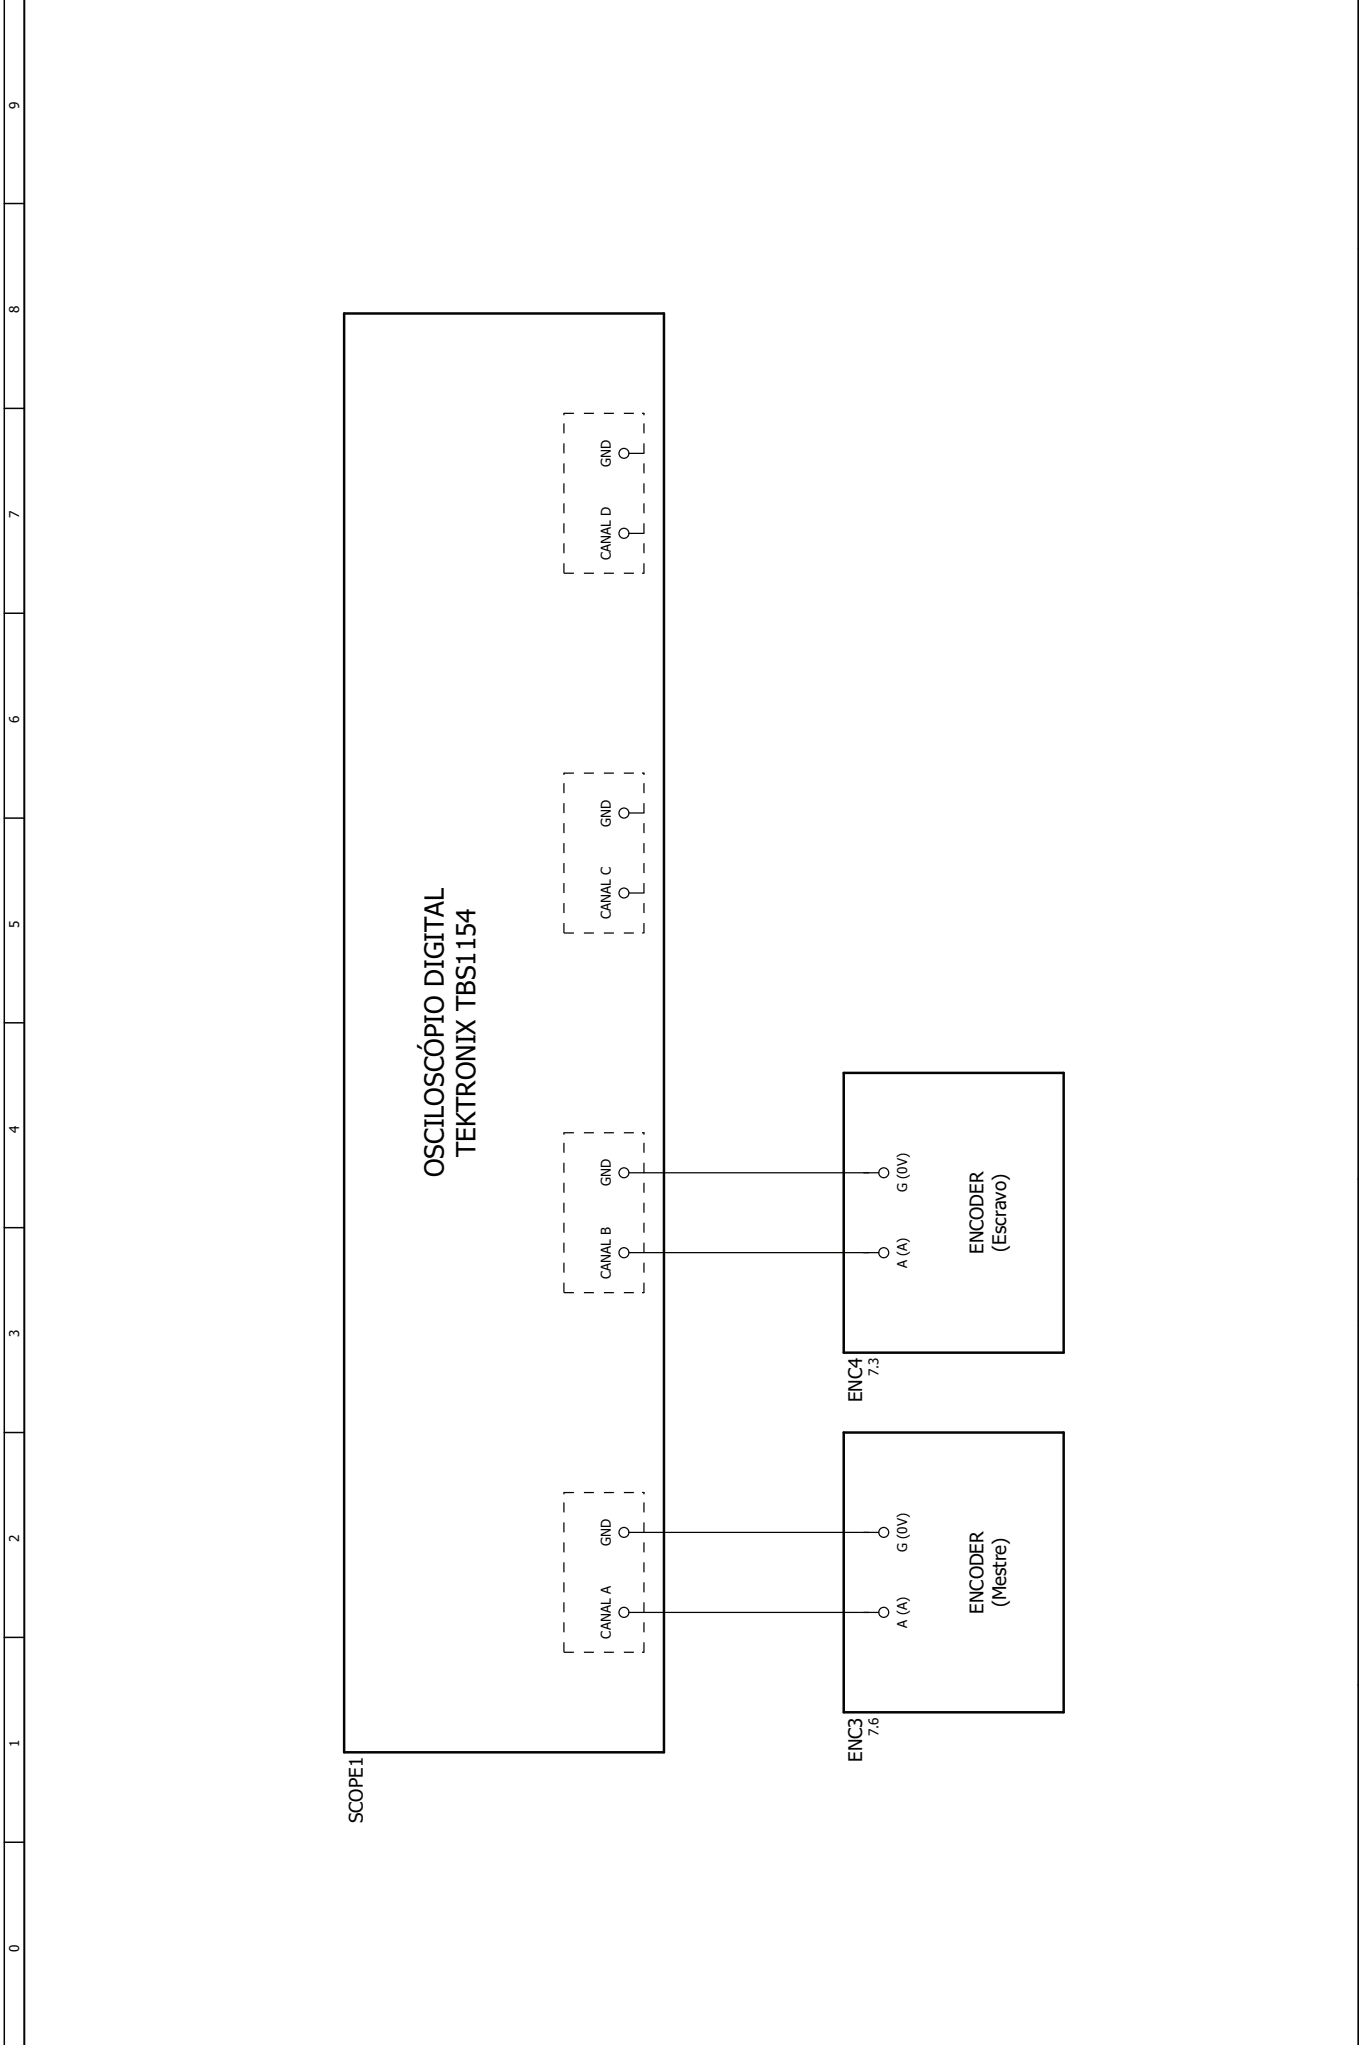 0
1
2
3
4
5
6
7
8
9
SCOPE1
OSCILOSCÓPIO DIGITAL
TEKTRONIX TBS1154
CANAL A
GND
CANAL B
GND
CANAL C
GND
CANAL D
GND
ENC3
7.6
A (A)
G (0V)
ENCODER
(Mestre)
ENC4
7.3
A (A)
G (0V)
ENCODER
(Escravo)